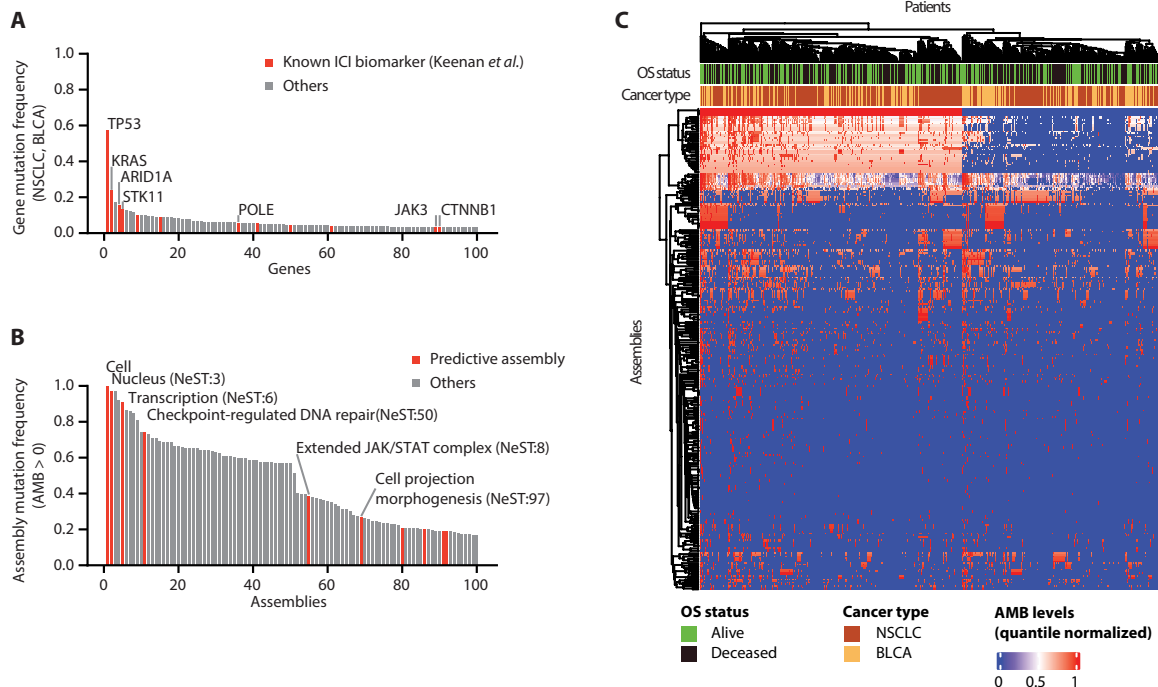 A
1.0
0.8
0.6
0.4
0.2
0.0
Gene mutation frequency
(NSCLC, BLCA)
Known ICI biomarker (Keenan et al.)
Others
TP53
KRAS
ARID1A
STK11
POLE
JAK3
CTNNB1
0
20
40
60
80
100
Genes
B
1.0
0.8
0.6
0.4
0.2
0.0
Assembly mutation frequency
(AMB > 0)
Predictive assembly
Others
Cell
Nucleus (NeST:3)
Transcription (NeST:6)
Checkpoint-regulated DNA repair(NeST:50)
Extended JAK/STAT complex (NeST:8)
Cell projection
morphogenesis (NeST:97)
0
20
40
60
80
100
Assemblies
C
Patients
OS status
Cancer type
Assemblies
OS status
Alive
Deceased
Cancer type
NSCLC
BLCA
AMB levels
(quantile normalized)
0
0.5
1